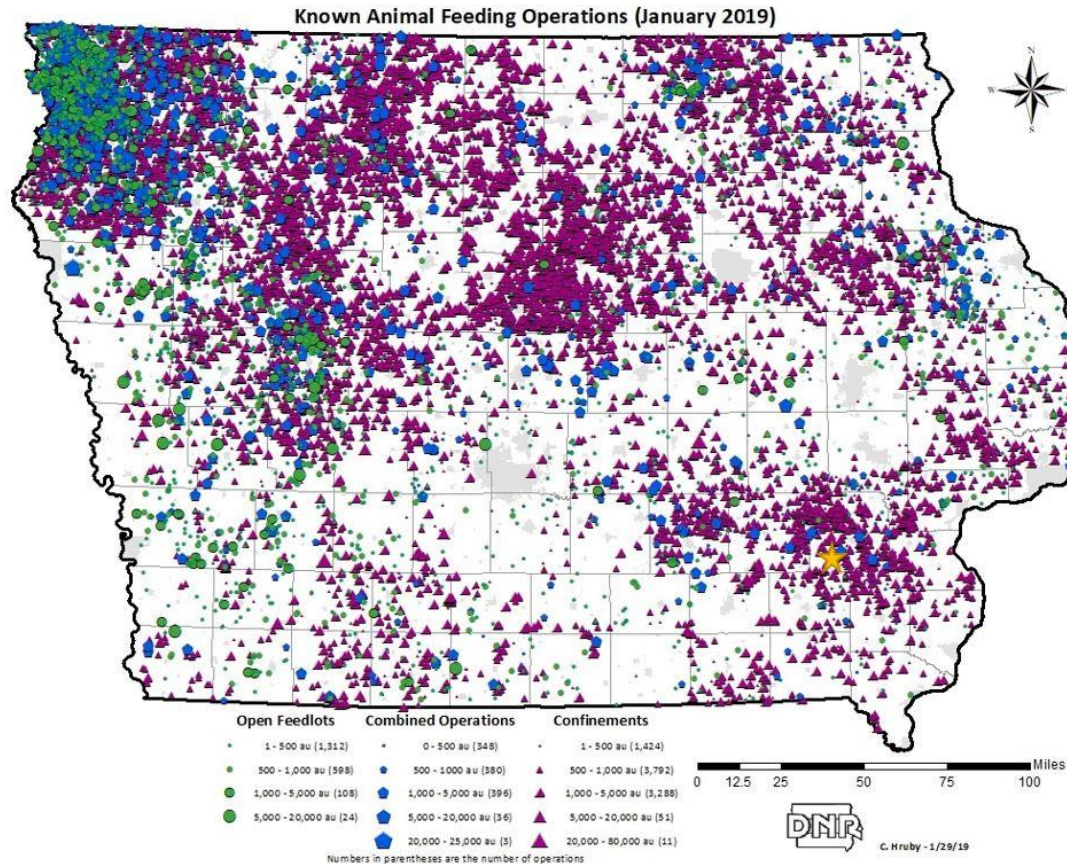 Known Animal Feeding Operations (January 2019)
N
W
S
Open Feedlots Combined Operations Confinements
1 - 500 au (1,312) 0 - 500 au (348) 1 - 500 au (1,424)
500 - 1,000 au (598) 500 - 1000 au (380) 500 - 1,000 au (3,792)
1,000 - 5,000 au (108) 1,000 - 5,000 au (396) 1,000 - 5,000 au (3,288)
5,000 - 20,000 au (24) 5,000 - 20,000 au (36) 5,000 - 20,000 au (51)
20,000 - 25,000 au (3) 20,000 - 80,000 au (11)
Numbers in parentheses are the number of operations
Miles
0 12.5 25 50 75 100
DNR
C. Hruby - 1/29/19